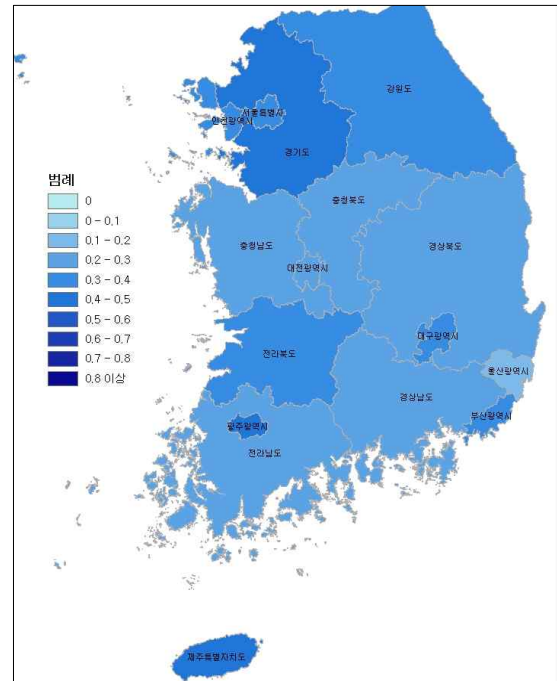 강원도
서울특별시
인천광역시
경기도
범례
0
0 - 0.1
0.1 - 0.2
0.2 - 0.3
0.3 - 0.4
0.4 - 0.5
0.5 - 0.6
0.6 - 0.7
0.7 - 0.8
0.8 이상
충청북도
충청남도
경상북도
대전광역시
대구광역시
전라북도
울산광역시
경상남도
부산광역시
광주광역시
전라남도
제주특별자치도